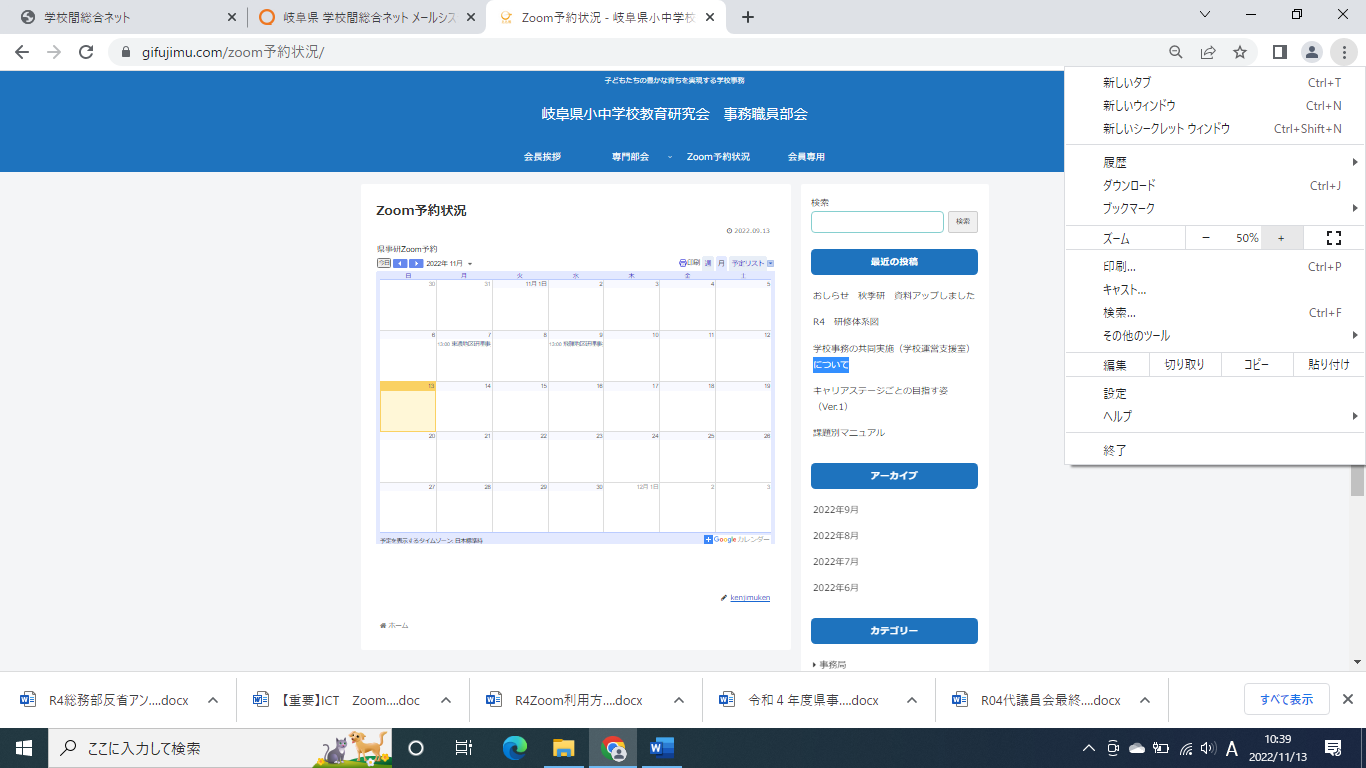 学校間総合ネット
岐阜県 学校間総合ネット メールシス
Zoom予約状況 - 岐阜県小中学校
gifujimu.com/zoom予約状況/
子どもたちの豊かな育ちを実現する学校事務
岐阜県小中学校教育研究会　事務職員部会
会長挨拶　専門部会　Zoom予約状況　会員専用
Zoom予約状況
2022.09.13
県事研Zoom予約
今日 2022年 11月 印刷 週 月 予定リスト
日 月 火 水 木 金 土
30 31 11月 1日 2 3 4 5
6 7 8 9 10 11 12
13:00 13:00
13 14 15 16 17 18 19
20 21 22 23 24 25 26
27 28 29 30 12月 1日 2 3
予定を表示するタイムゾーン: 日本標準時
Google カレンダー
kenjimuken
ホーム
検索
検索
最近の投稿
おしらせ　秋季研　資料アップしました
R4　研修体系図
学校事務の共同実施（学校運営支援室）
について
キャリアステージごとの目指す姿
（Ver.1）
課題別マニュアル
アーカイブ
2022年9月
2022年8月
2022年7月
2022年6月
カテゴリー
事務局
新しいタブ Ctrl+T
新しいウィンドウ Ctrl+N
新しいシークレット ウィンドウ Ctrl+Shift+N
履歴
ダウンロード Ctrl+J
ブックマーク
ズーム － 50% +
印刷... Ctrl+P
キャスト...
検索... Ctrl+F
その他のツール
編集 切り取り コピー 貼り付け
設定
ヘルプ
終了
R4総務部反省アン....docx
【重要】ICT　Zoom....doc
R4Zoom利用方....docx
令和４年度県事....docx
R04代議員会最終....docx
すべて表示
ここに入力して検索
A
10:39
2022/11/13